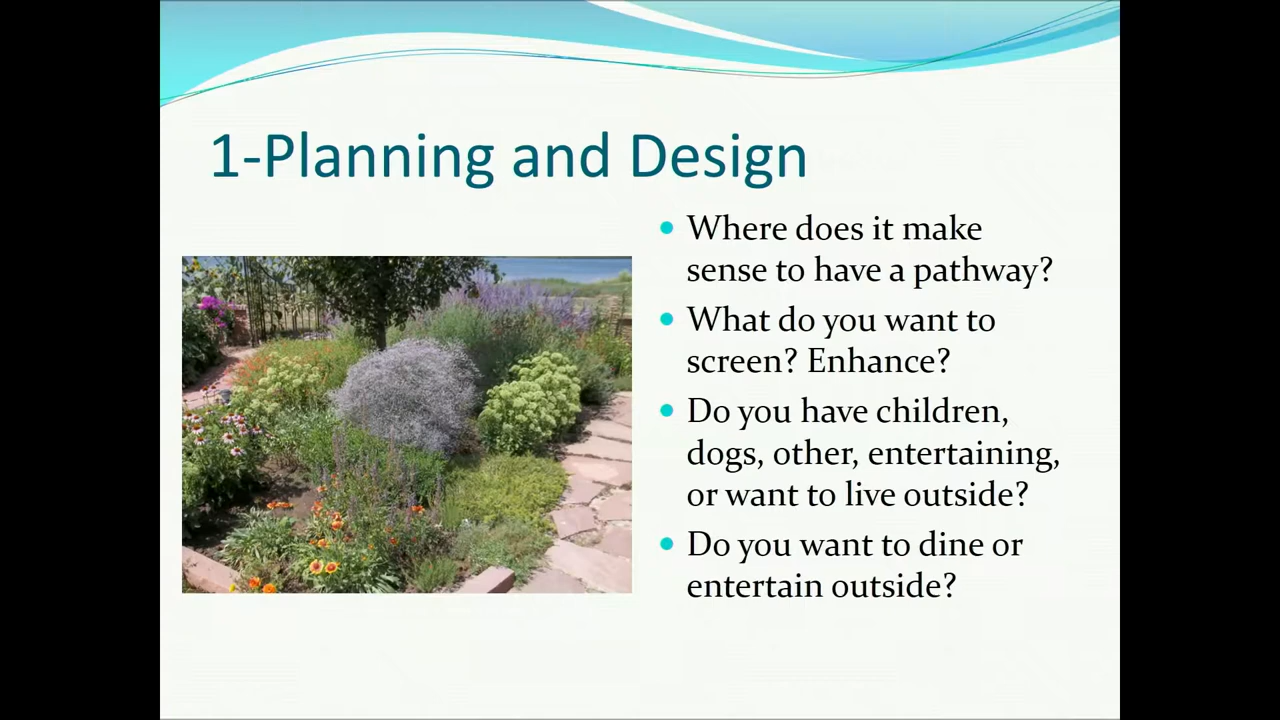 1-Planning and Design
Where does it make
sense to have a pathway?
What do you want to
screen? Enhance?
Do you have children,
dogs, other, entertaining,
or want to live outside?
Do you want to dine or
entertain outside?